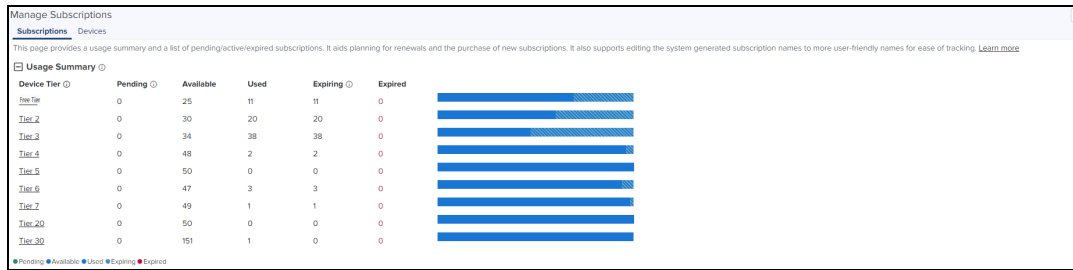 Manage Subscriptions
Subscriptions Devices
This page provides a usage summary and a list of pending/active/expired subscriptions. It aids planning for renewals and the purchase of new subscriptions. It also supports editing the system generated subscription names to more user-friendly names for ease of tracking. Learn more
Usage Summary
Device Tier Pending Available Used Expiring Expired
Free Tier 0 25 11 11 0
Tier 2 0 30 20 20 0
Tier 3 0 34 38 38 0
Tier 4 0 48 2 2 0
Tier 5 0 50 0 0 0
Tier 6 0 47 3 3 0
Tier 7 0 49 1 1 0
Tier 20 0 50 0 0 0
Tier 30 0 151 1 0 0
Pending Available Used Expiring Expired